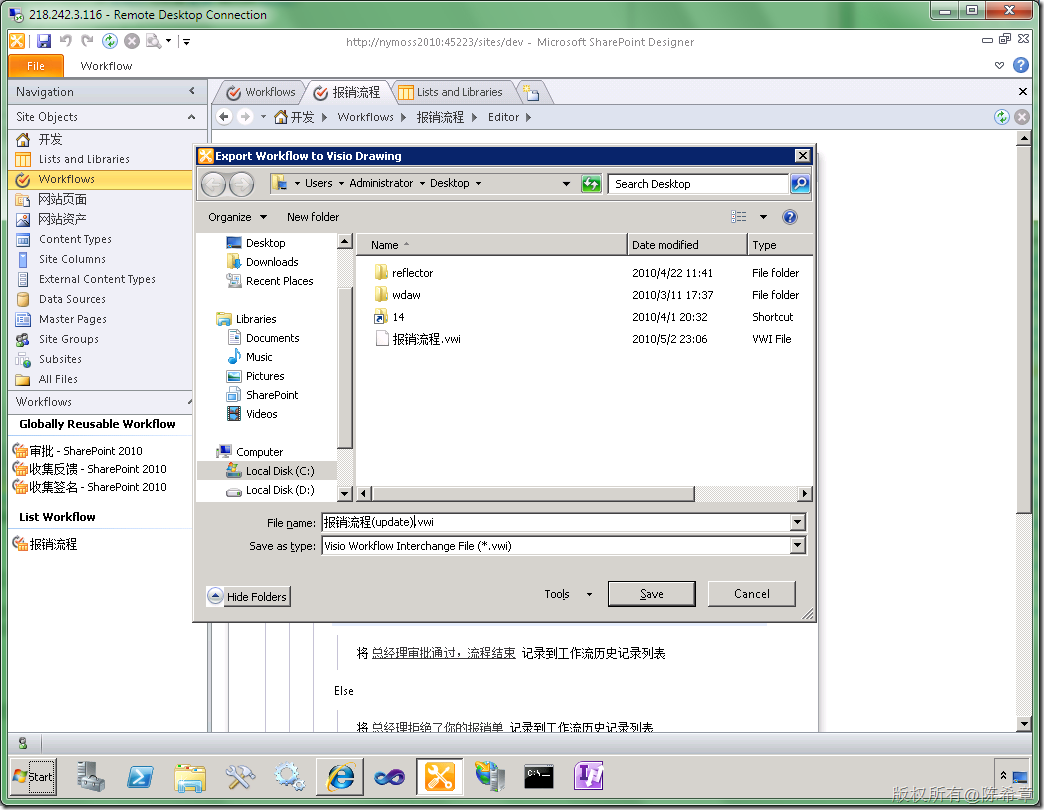 218.242.3.116 - Remote Desktop Connection
http://nymoss2010:45223/sites/dev - Microsoft SharePoint Designer
File
Workflow
Navigation
Workflows
报销流程
Lists and Libraries
Site Objects
开发
Workflows
报销流程
Editor
开发
Lists and Libraries
Workflows
网站页面
网站资产
Content Types
Site Columns
External Content Types
Data Sources
Master Pages
Site Groups
Subsites
All Files
Workflows
Globally Reusable Workflow
审批 - SharePoint 2010
收集反馈 - SharePoint 2010
收集签名 - SharePoint 2010
List Workflow
报销流程
Export Workflow to Visio Drawing
Users
Administrator
Desktop
Search Desktop
Organize
New folder
Desktop
Downloads
Recent Places
Libraries
Documents
Music
Pictures
SharePoint
Videos
Computer
Local Disk (C:)
Local Disk (D:)
Name
Date modified
Type
reflector 2010/4/22 11:41 File folder
wdaw 2010/3/11 17:37 File folder
14 2010/4/1 20:32 Shortcut
报销流程.vwi 2010/5/2 23:06 VWI File
File name: 报销流程(update).vwi
Save as type: Visio Workflow Interchange File (*.vwi)
Hide Folders
Tools
Save
Cancel
将 总经理审批通过，流程结束 记录到工作流历史记录列表
Else
将 总经理拒绝了你的报销单 记录到工作流历史记录列表
Start
版权所有@陈希章